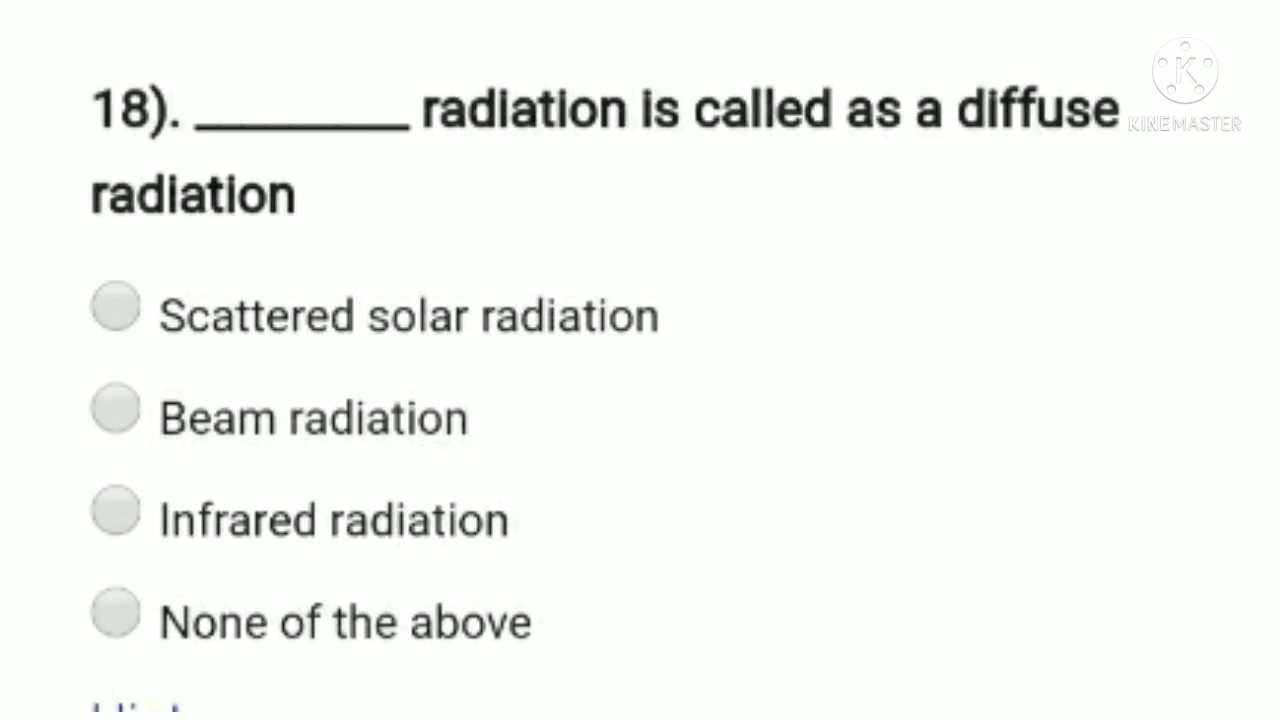 18). ________ radiation is called as a diffuse
radiation
Scattered solar radiation
Beam radiation
Infrared radiation
None of the above
K
KINEMASTER